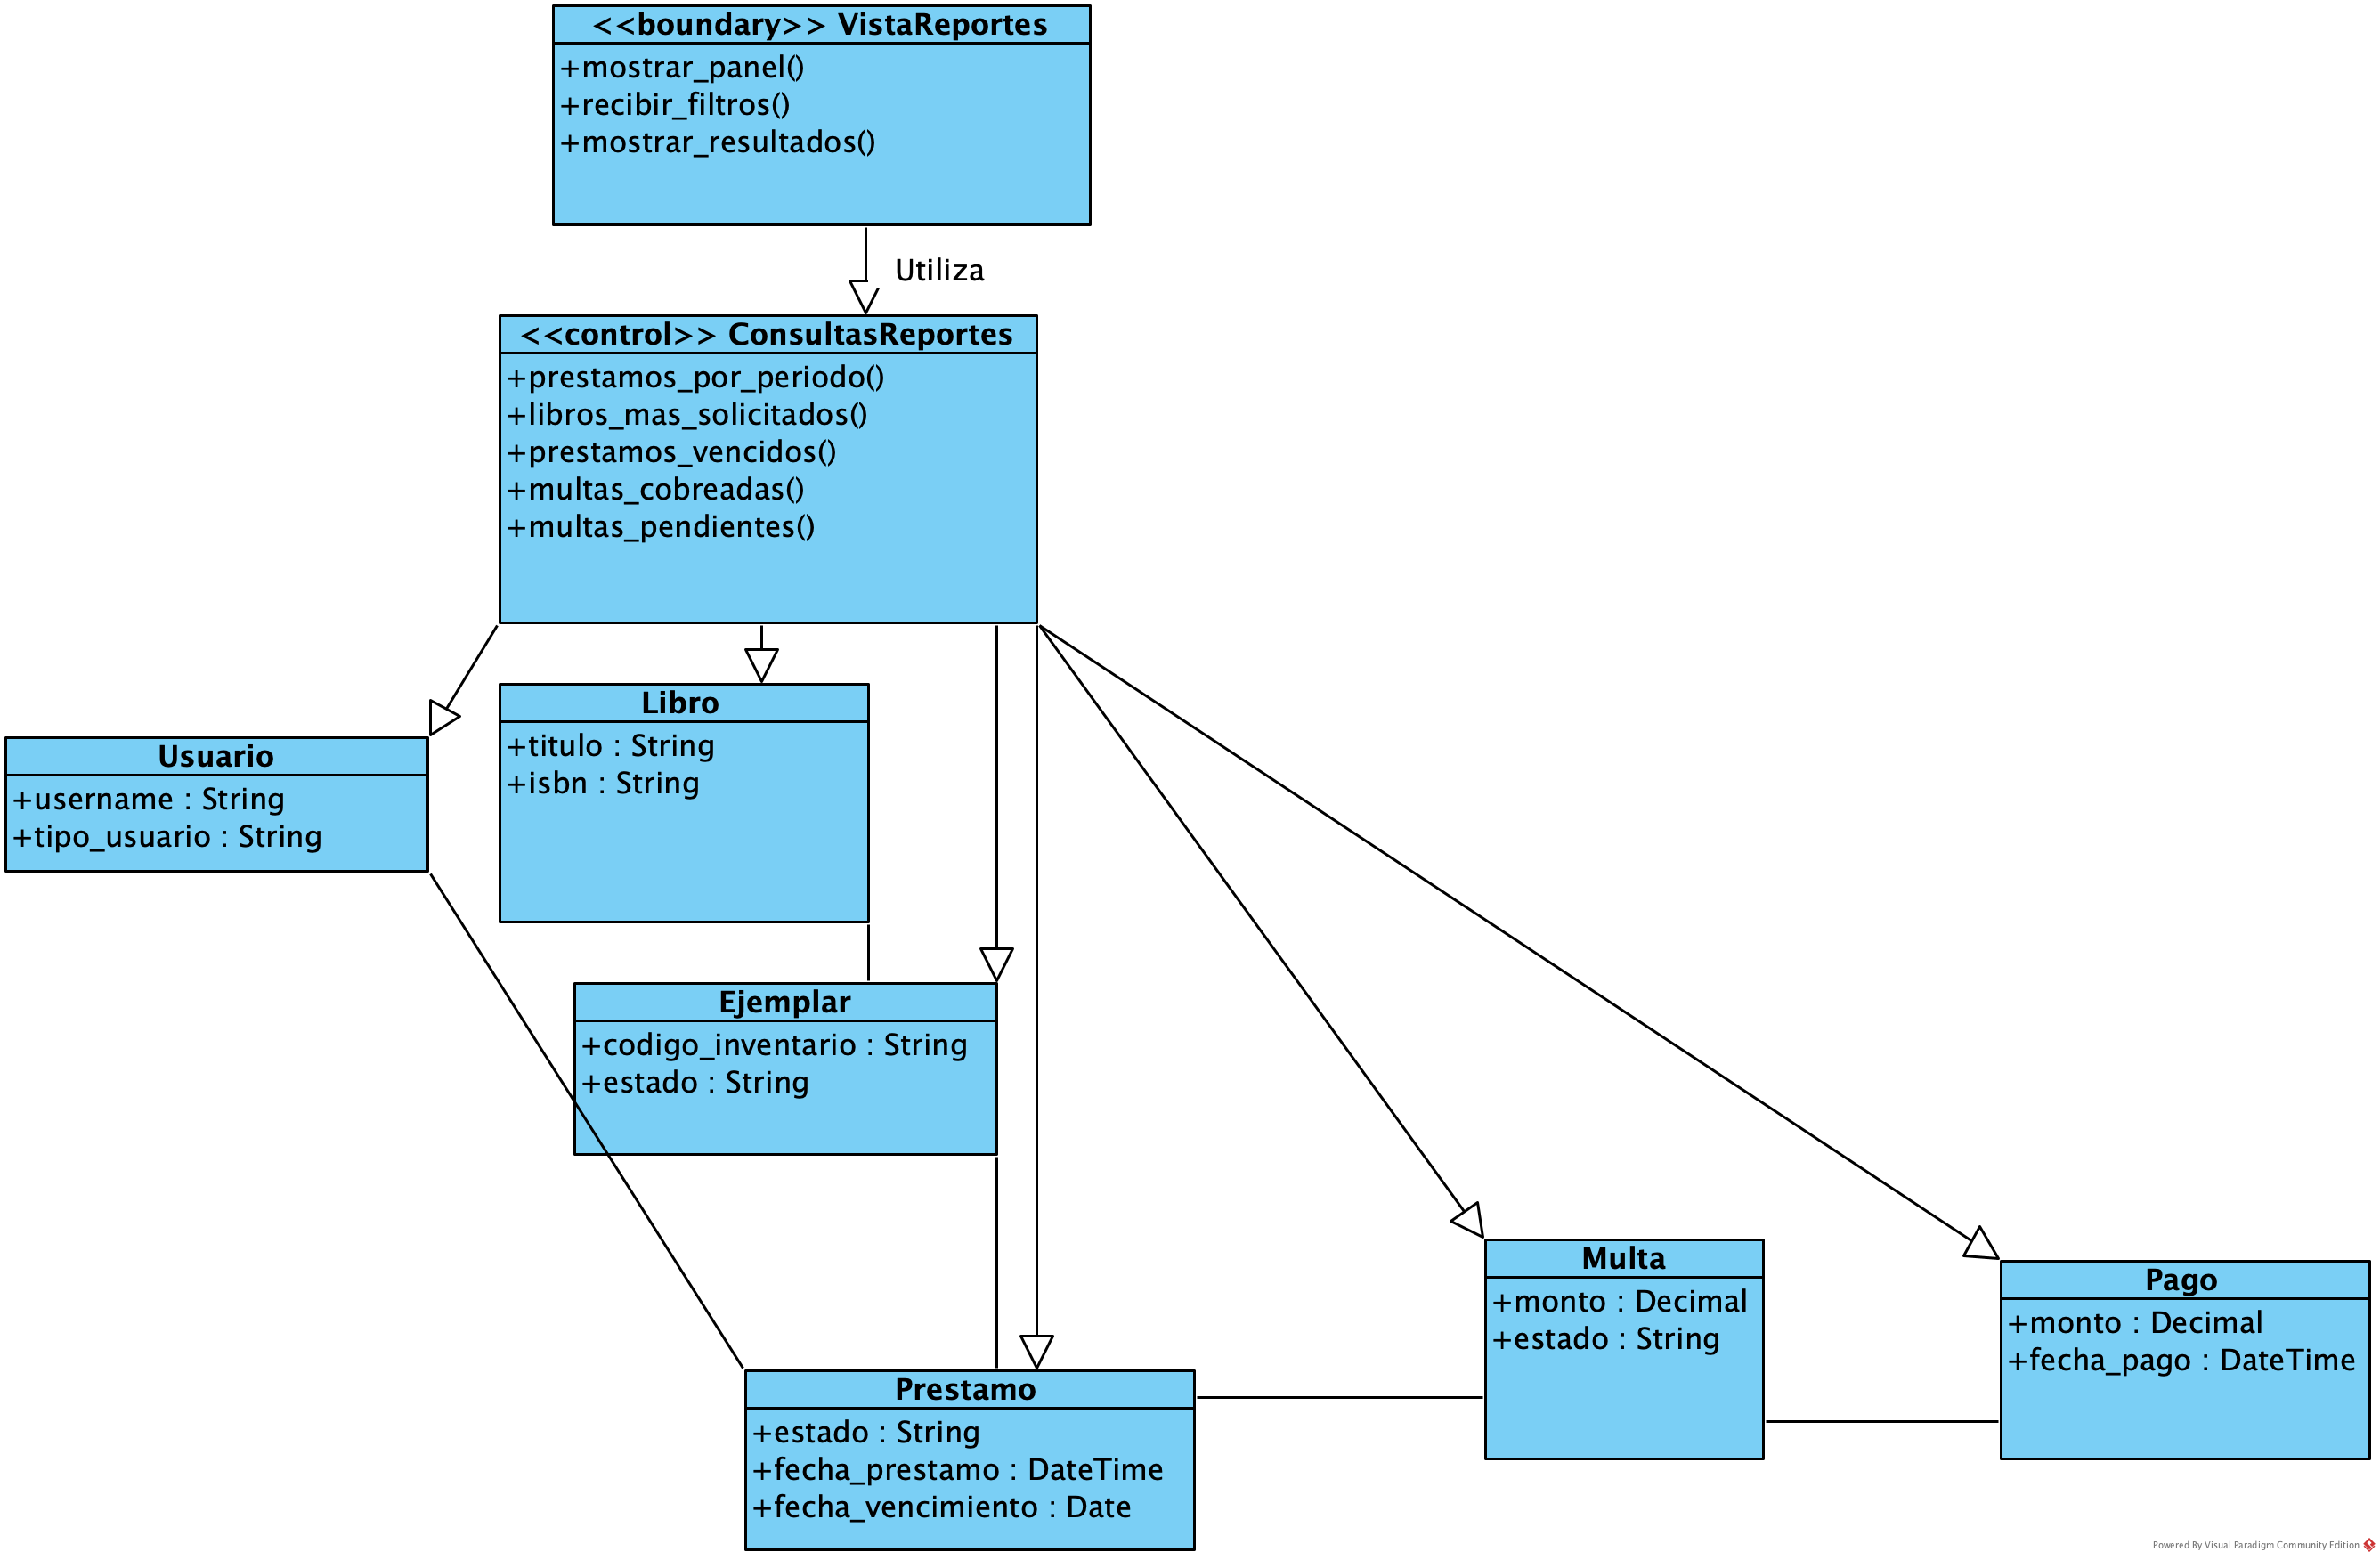 <<boundary>> VistaReportes
+mostrar_panel()
+recibir_filtros()
+mostrar_resultados()
Utiliza
<<control>> ConsultasReportes
+prestamos_por_periodo()
+libros_mas_solicitados()
+prestamos_vencidos()
+multas_cobreadas()
+multas_pendientes()
Libro
+titulo : String
+isbn : String
Usuario
+username : String
+tipo_usuario : String
Ejemplar
+codigo_inventario : String
+estado : String
Multa
+monto : Decimal
+estado : String
Pago
+monto : Decimal
+fecha_pago : DateTime
Prestamo
+estado : String
+fecha_prestamo : DateTime
+fecha_vencimiento : Date
Powered By Visual Paradigm Community Edition